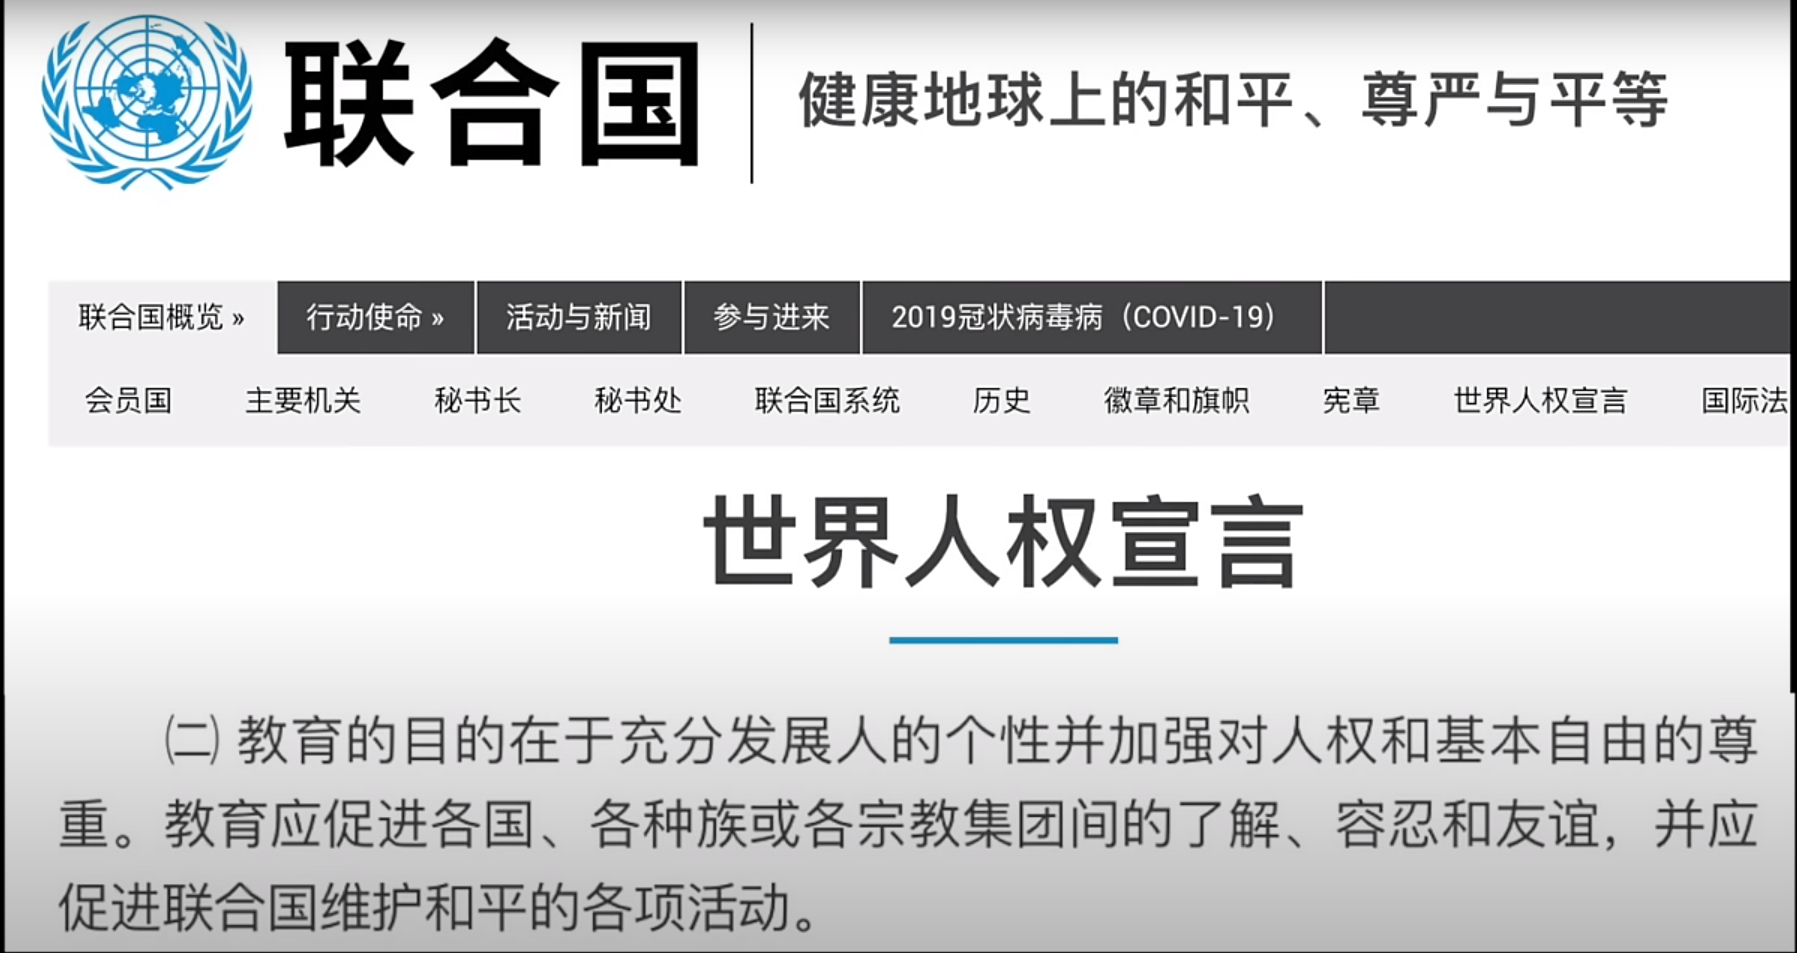 联合国
健康地球上的和平、尊严与平等
联合国概览 » 行动使命 » 活动与新闻 参与进来 2019冠状病毒病（COVID-19）
会员国 主要机关 秘书长 秘书处 联合国系统 历史 徽章和旗帜 宪章 世界人权宣言 国际法
世界人权宣言
㈡ 教育的目的在于充分发展人的个性并加强对人权和基本自由的尊
重。教育应促进各国、各种族或各宗教集团间的了解、容忍和友谊，并应
促进联合国维护和平的各项活动。